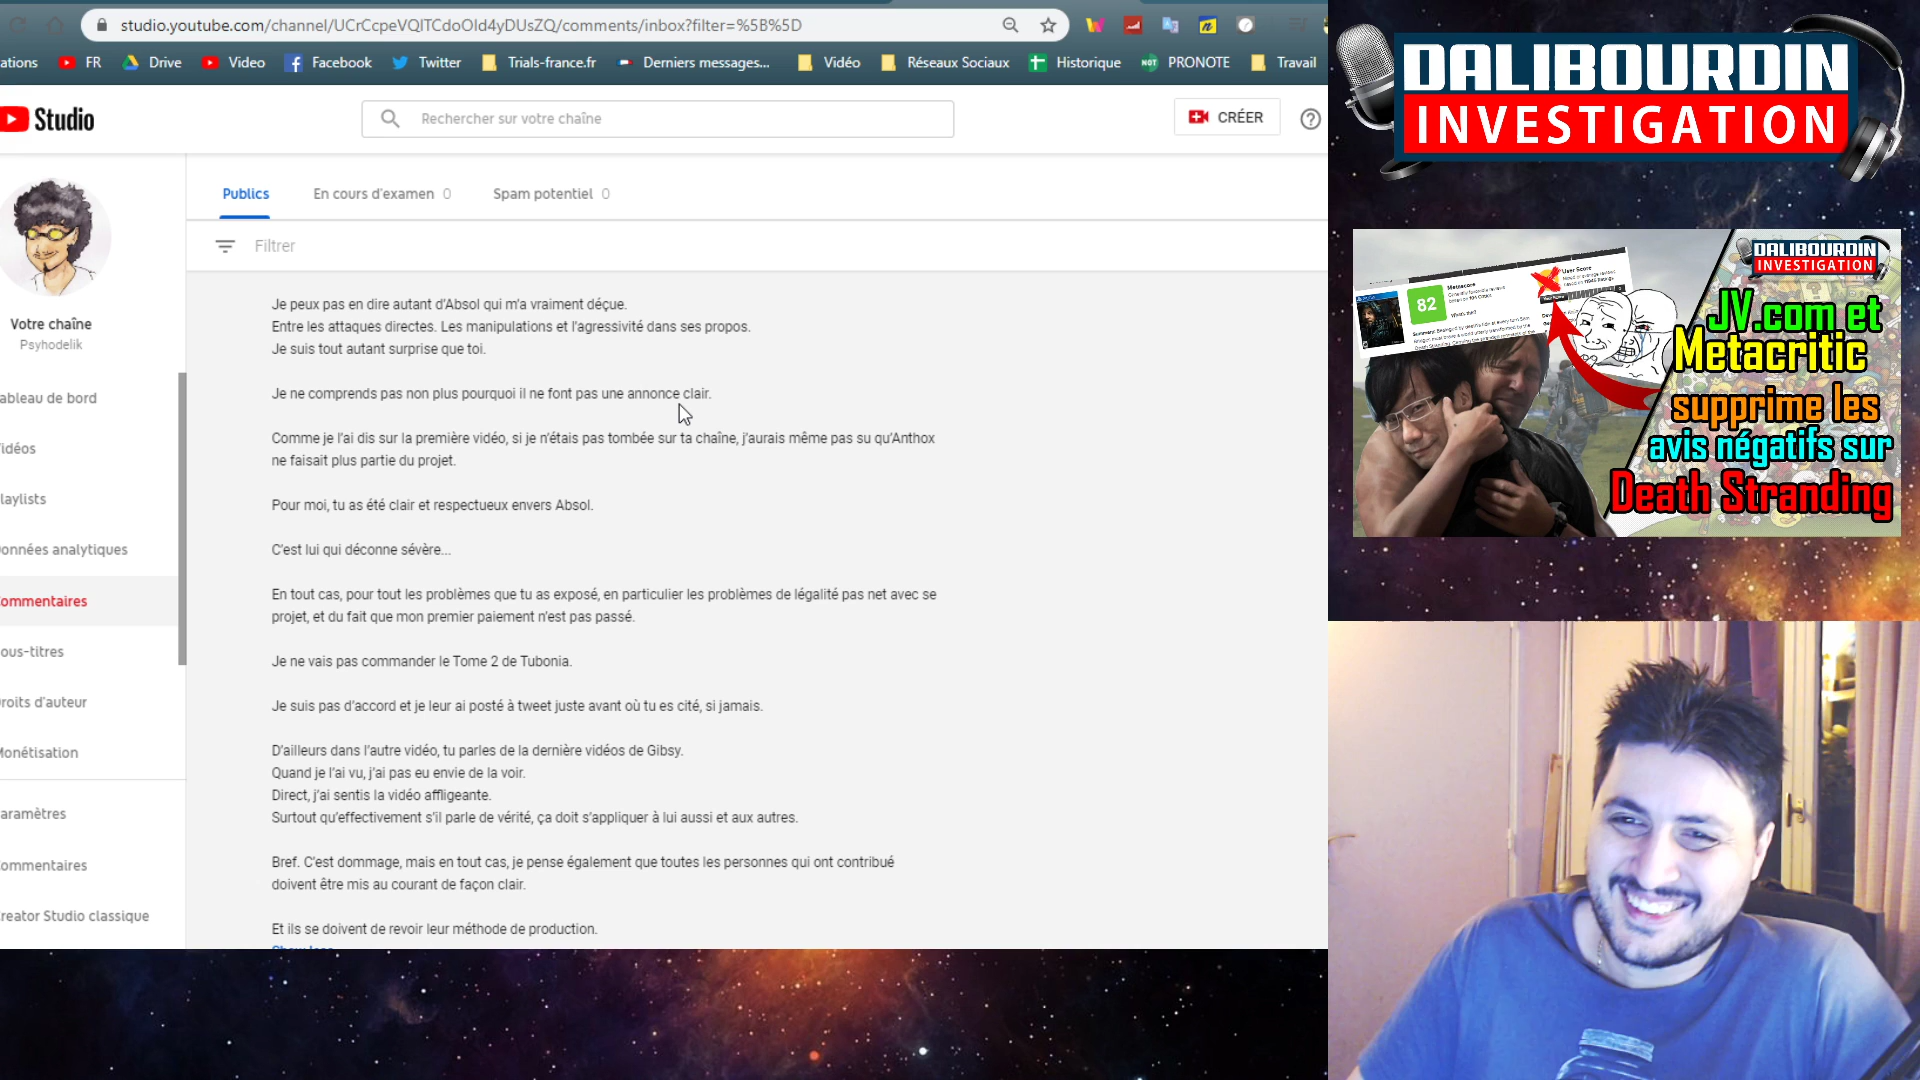 studio.youtube.com/channel/UCrCcpeVQITCdoOId4yDUsZQ/comments/inbox?filter=%5B%5D
ations FR Drive Video Facebook Twitter Trials-france.fr Derniers messages... Vidéo Réseaux Sociaux Historique PRONOTE Travail
Studio
Rechercher sur votre chaîne
CRÉER
Votre chaîne
Psyhodelik
ableau de bord
idéos
laylists
onnées analytiques
ommentaires
ous-titres
roits d'auteur
onétisation
aramètres
ommentaires
reator Studio classique
Publics En cours d'examen 0 Spam potentiel 0
Filtrer
Je peux pas en dire autant d'Absol qui m'a vraiment déçue.
Entre les attaques directes. Les manipulations et l'agressivité dans ses propos.
Je suis tout autant surprise que toi.
Je ne comprends pas non plus pourquoi il ne font pas une annonce clair.
Comme je l'ai dis sur la première vidéo, si je n'étais pas tombée sur ta chaîne, j'aurais même pas su qu'Anthox
ne faisait plus partie du projet.
Pour moi, tu as été clair et respectueux envers Absol.
C'est lui qui déconne sévère...
En tout cas, pour tout les problèmes que tu as exposé, en particulier les problèmes de légalité pas net avec se
projet, et du fait que mon premier paiement n'est pas passé.
Je ne vais pas commander le Tome 2 de Tubonia.
Je suis pas d'accord et je leur ai posté à tweet juste avant où tu es cité, si jamais.
D'ailleurs dans l'autre vidéo, tu parles de la dernière vidéos de Gibsy.
Quand je l'ai vu, j'ai pas eu envie de la voir.
Direct, j'ai sentis la vidéo affligeante.
Surtout qu'effectivement s'il parle de vérité, ça doit s'appliquer à lui aussi et aux autres.
Bref. C'est dommage, mais en tout cas, je pense également que toutes les personnes qui ont contribué
doivent être mis au courant de façon clair.
Et ils se doivent de revoir leur méthode de production.
DALIBOURDIN
INVESTIGATION
DALIBOURDIN
INVESTIGATION
Metascore
82
User Score
JV.com et
Metacritic
supprime les
avis négatifs sur
Death Stranding